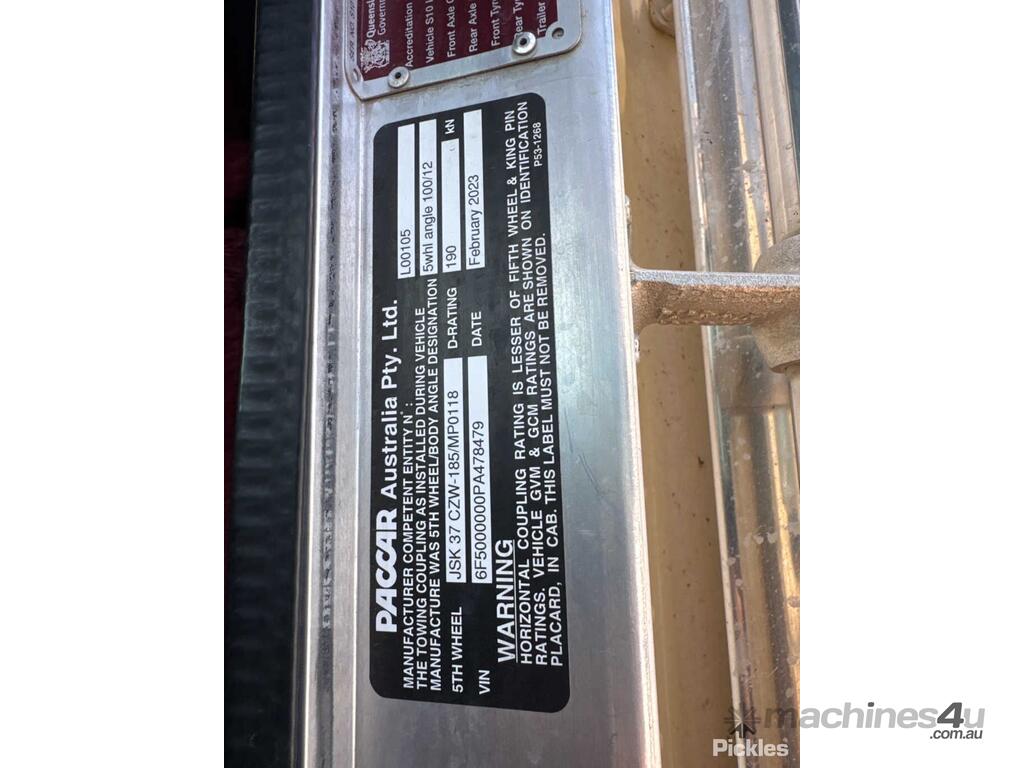 Queensland
Government
Accreditation
Vehicle S10
Front Axle
Rear Axle
Front Tyre
Rear Ty
Trailer
PACCAR Australia Pty. Ltd.
MANUFACTURER COMPETENT ENTITY N°: L00105
THE TOWING COUPLING AS INSTALLED DURING VEHICLE
MANUFACTURE WAS 5TH WHEEL/BODY ANGLE DESIGNATION 5whl angle 100/12
5TH WHEEL JSK 37 CZW-185/MP0118 D-RATING 190 kN
VIN 6F5000000PA478479 DATE February 2023
WARNING
HORIZONTAL COUPLING RATING IS LESSER OF FIFTH WHEEL & KING PIN
RATINGS. VEHICLE GVM & GCM RATINGS ARE SHOWN ON IDENTIFICATION
PLACARD, IN CAB. THIS LABEL MUST NOT BE REMOVED. P53-1268
machines4u
.com.au
Pickles